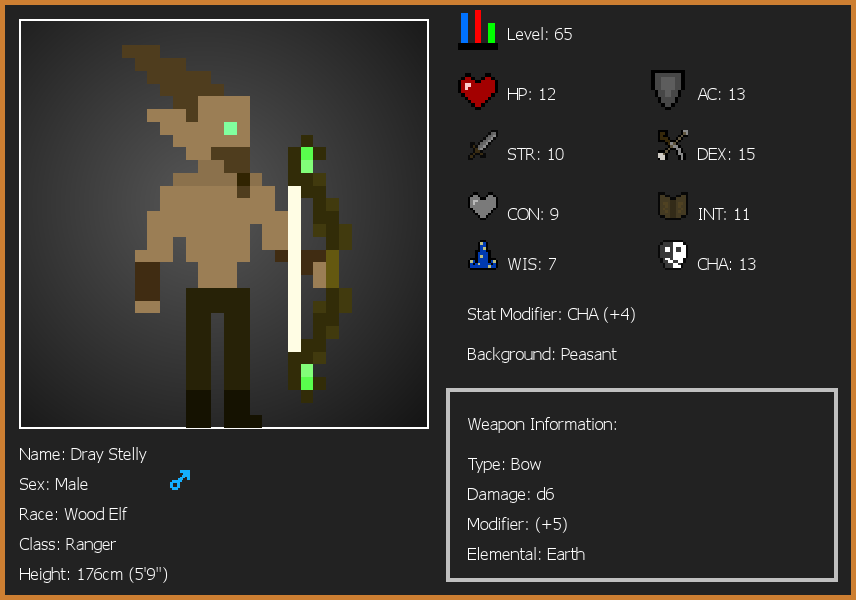 Level: 65
HP: 12
AC: 13
STR: 10
DEX: 15
CON: 9
INT: 11
WIS: 7
CHA: 13
Stat Modifier: CHA (+4)
Background: Peasant
Weapon Information:
Type: Bow
Damage: d6
Modifier: (+5)
Elemental: Earth
Name: Dray Stelly
Sex: Male
Race: Wood Elf
Class: Ranger
Height: 176cm (5'9")